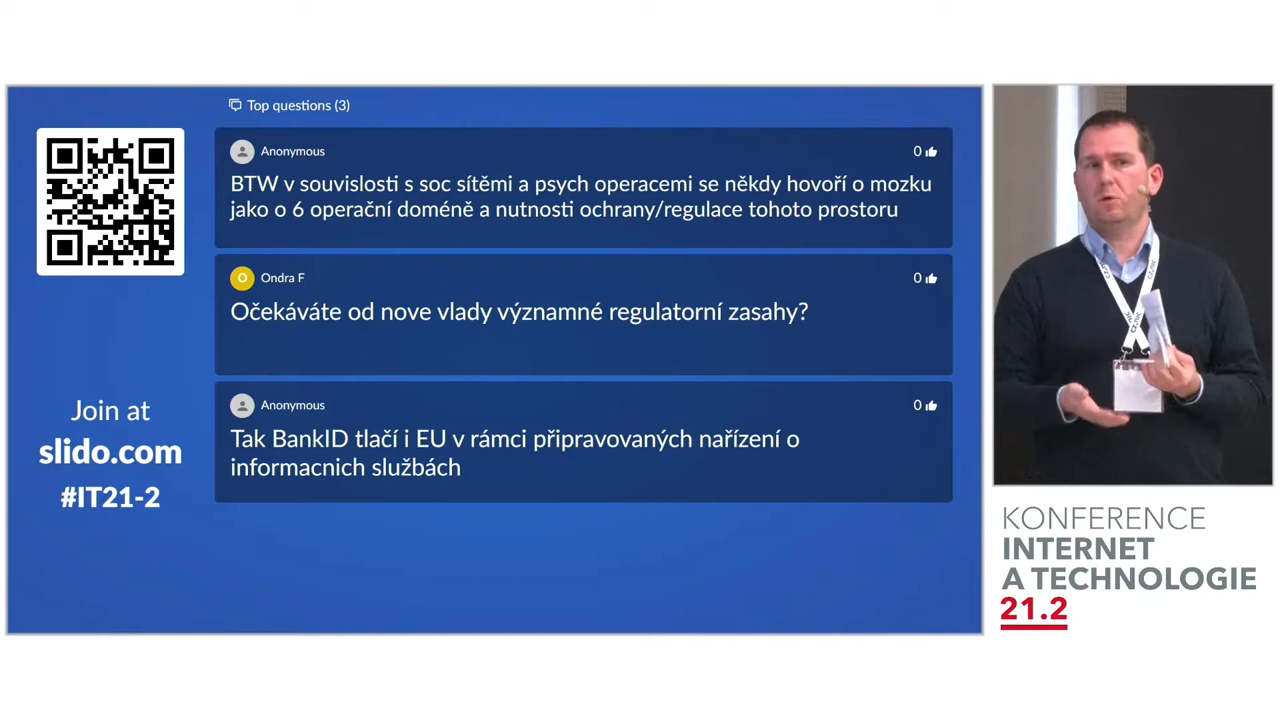 Top questions (3)
Anonymous
0
BTW v souvislosti s soc sítěmi a psych operacemi se někdy hovoří o mozku
jako o 6 operační doméně a nutnosti ochrany/regulace tohoto prostoru
O
Ondra F
0
Očekáváte od nove vlady významné regulatorní zasahy?
Anonymous
0
Tak BankID tlačí i EU v rámci připravovaných nařízení o
informacnich službách
Join at
slido.com
#IT21-2
KONFERENCE
INTERNET
A TECHNOLOGIE
21.2